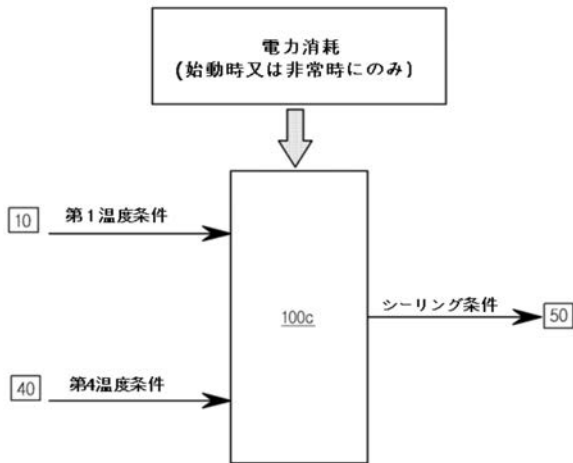 電力消耗
(始動時又は非常時にのみ)
10
第1温度条件
100c
シーリング条件
50
40
第4温度条件